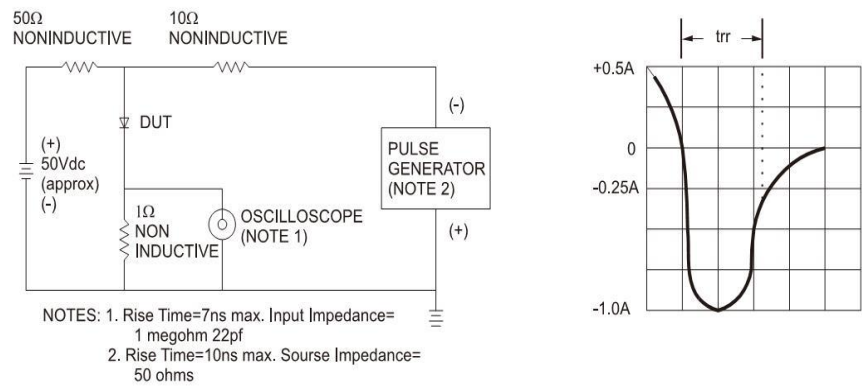 50Ω
NONINDUCTIVE
10Ω
NONINDUCTIVE
(+)
50Vdc
(approx)
(-)
DUT
1Ω
NON
INDUCTIVE
OSCILLOSCOPE
(NOTE 1)
(-)
PULSE
GENERATOR
(NOTE 2)
(+)
NOTES: 1. Rise Time=7ns max. Input Impedance=
1 megohm 22pf
2. Rise Time=10ns max. Sourse Impedance=
50 ohms
trr
+0.5A
0
-0.25A
-1.0A